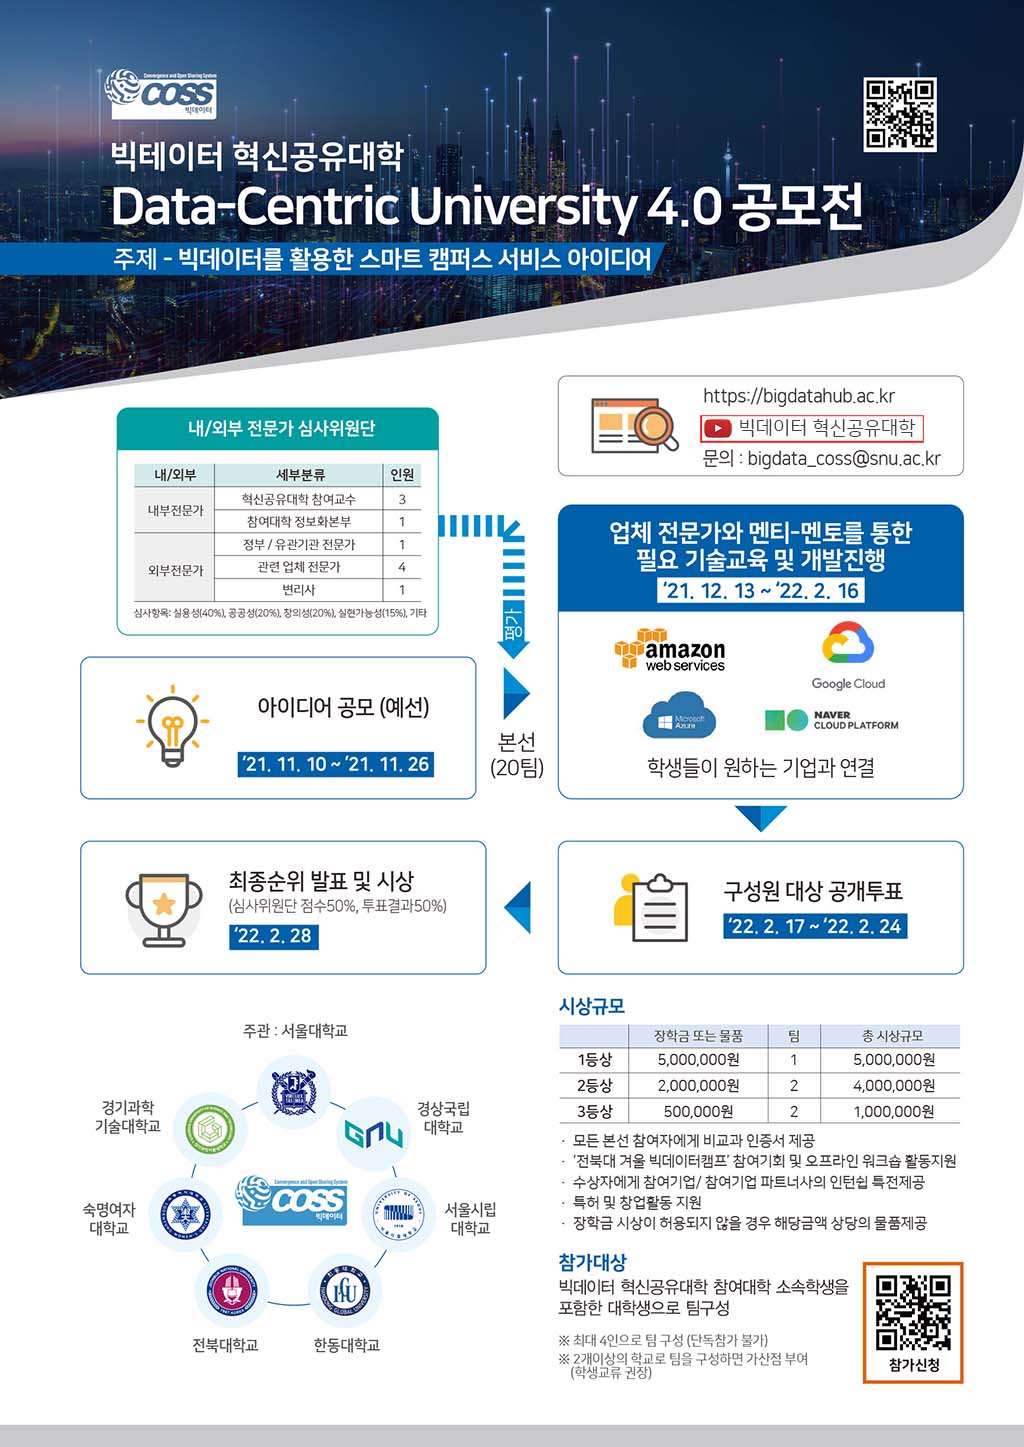 Convergence and Open Sharing System
COSS
빅데이터
빅테이터 혁신공유대학
Data-Centric University 4.0 공모전
주제 - 빅데이터를 활용한 스마트 캠퍼스 서비스 아이디어
https://bigdatahub.ac.kr
빅데이터 혁신공유대학
문의 : bigdata_coss@snu.ac.kr
내/외부 전문가 심사위원단
내/외부 세부분류 인원
내부전문가
혁신공유대학 참여교수 3
참여대학 정보화본부 1
외부전문가
정부 / 유관기관 전문가 1
관련 업체 전문가 4
변리사 1
심사항목: 실용성(40%), 공공성(20%), 창의성(20%), 실현가능성(15%), 기타
평가
아이디어 공모 (예선)
'21. 11. 10 ~ '21. 11. 26
본선
(20팀)
업체 전문가와 멘티-멘토를 통한
필요 기술교육 및 개발진행
'21. 12. 13 ~ '22. 2. 16
amazon
web services
Google Cloud
Microsoft
Azure
NAVER
CLOUD PLATFORM
학생들이 원하는 기업과 연결
구성원 대상 공개투표
'22. 2. 17 ~ '22. 2. 24
최종순위 발표 및 시상
(심사위원단 점수50%, 투표결과50%)
'22. 2. 28
주관 : 서울대학교
경기과학
기술대학교
경상국립
대학교
GNU
숙명여자
대학교
Convergence and Open Sharing System
COSS
빅데이터
서울시립
대학교
전북대학교
한동대학교
시상규모
장학금 또는 물품 팀 총 시상규모
1등상 5,000,000원 1 5,000,000원
2등상 2,000,000원 2 4,000,000원
3등상 500,000원 2 1,000,000원
· 모든 본선 참여자에게 비교과 인증서 제공
· '전북대 겨울 빅데이터캠프' 참여기회 및 오프라인 워크숍 활동지원
· 수상자에게 참여기업/ 참여기업 파트너사의 인턴쉽 특전제공
· 특허 및 창업활동 지원
· 장학금 시상이 허용되지 않을 경우 해당금액 상당의 물품제공
참가대상
빅데이터 혁신공유대학 참여대학 소속학생을
포함한 대학생으로 팀구성
※ 최대 4인으로 팀 구성 (단독참가 불가)
※ 2개이상의 학교로 팀을 구성하면 가산점 부여
(학생교류 권장)
참가신청